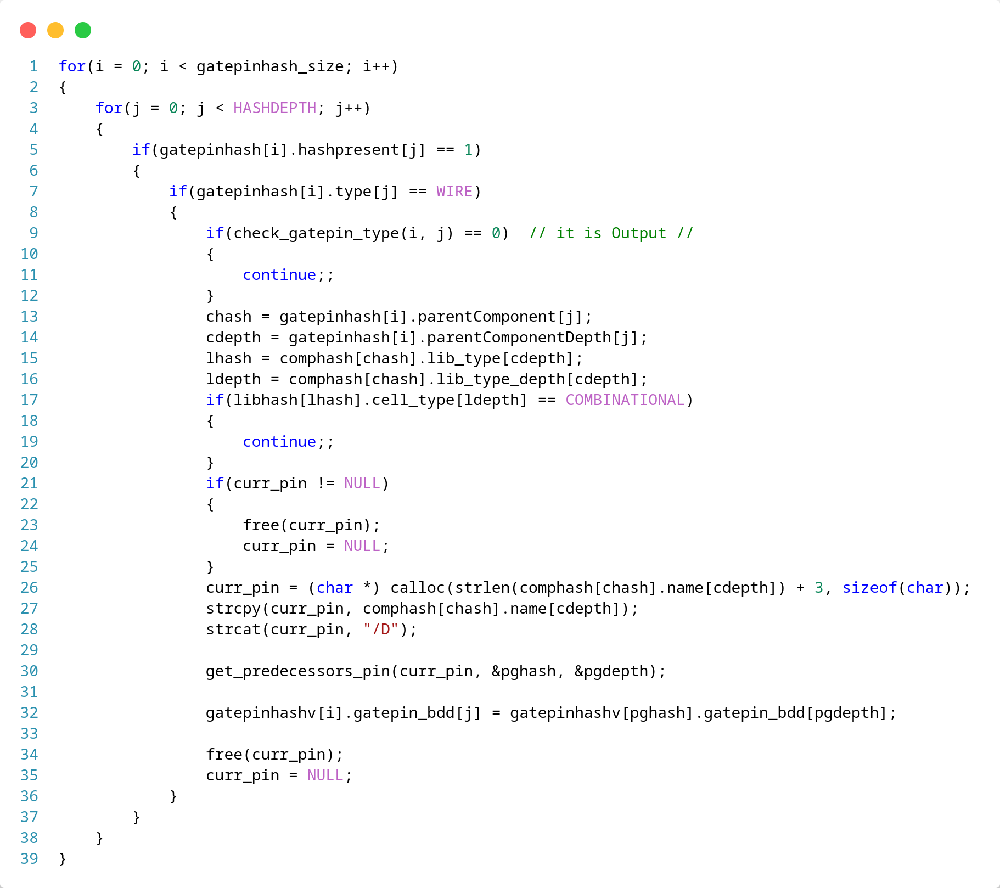 1 for(i = 0; i < gatepinhash_size; i++)
2 {
3     for(j = 0; j < HASHDEPTH; j++)
4     {
5         if(gatepinhash[i].hashpresent[j] == 1)
6         {
7             if(gatepinhash[i].type[j] == WIRE)
8             {
9                 if(check_gatepin_type(i, j) == 0)  // it is Output //
10                 {
11                     continue;;
12                 }
13                 chash = gatepinhash[i].parentComponent[j];
14                 cdepth = gatepinhash[i].parentComponentDepth[j];
15                 lhash = comphash[chash].lib_type[cdepth];
16                 ldepth = comphash[chash].lib_type_depth[cdepth];
17                 if(libhash[lhash].cell_type[ldepth] == COMBINATIONAL)
18                 {
19                     continue;;
20                 }
21                 if(curr_pin != NULL)
22                 {
23                     free(curr_pin);
24                     curr_pin = NULL;
25                 }
26                 curr_pin = (char *) calloc(strlen(comphash[chash].name[cdepth]) + 3, sizeof(char));
27                 strcpy(curr_pin, comphash[chash].name[cdepth]);
28                 strcat(curr_pin, "/D");
29
30                 get_predecessors_pin(curr_pin, &pghash, &pgdepth);
31
32                 gatepinhashv[i].gatepin_bdd[j] = gatepinhashv[pghash].gatepin_bdd[pgdepth];
33
34                 free(curr_pin);
35                 curr_pin = NULL;
36             }
37         }
38     }
39 }